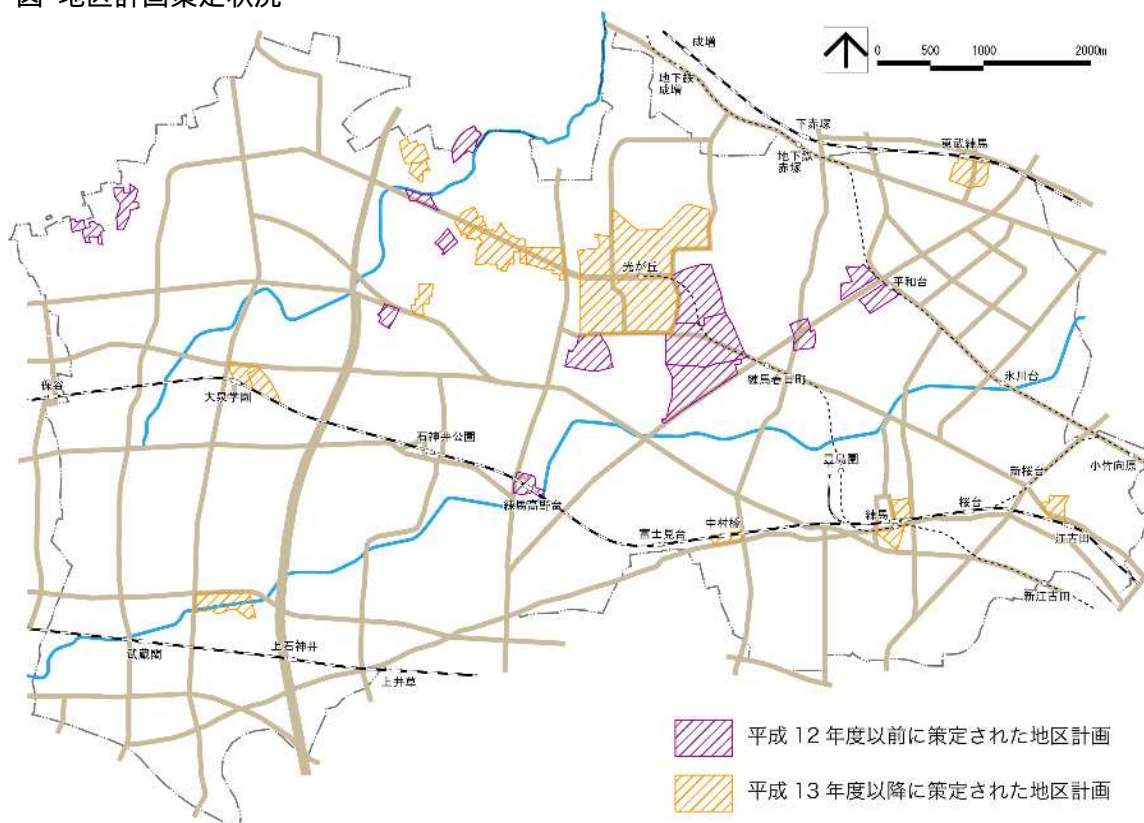 図 地区計画策定状況
0 500 1000 2000m
成増
地下鉄
成増
下赤塚
地下鉄
赤塚
東武練馬
光が丘
平和台
保谷
大泉学園
練馬春日町
氷川台
石神井公園
豊島園
小竹向原
新桜台
練馬高野台
富士見台
中村橋
練馬
桜台
江古田
新江古田
武蔵関
上石神井
上井草
平成 12 年度以前に策定された地区計画
平成 13 年度以降に策定された地区計画